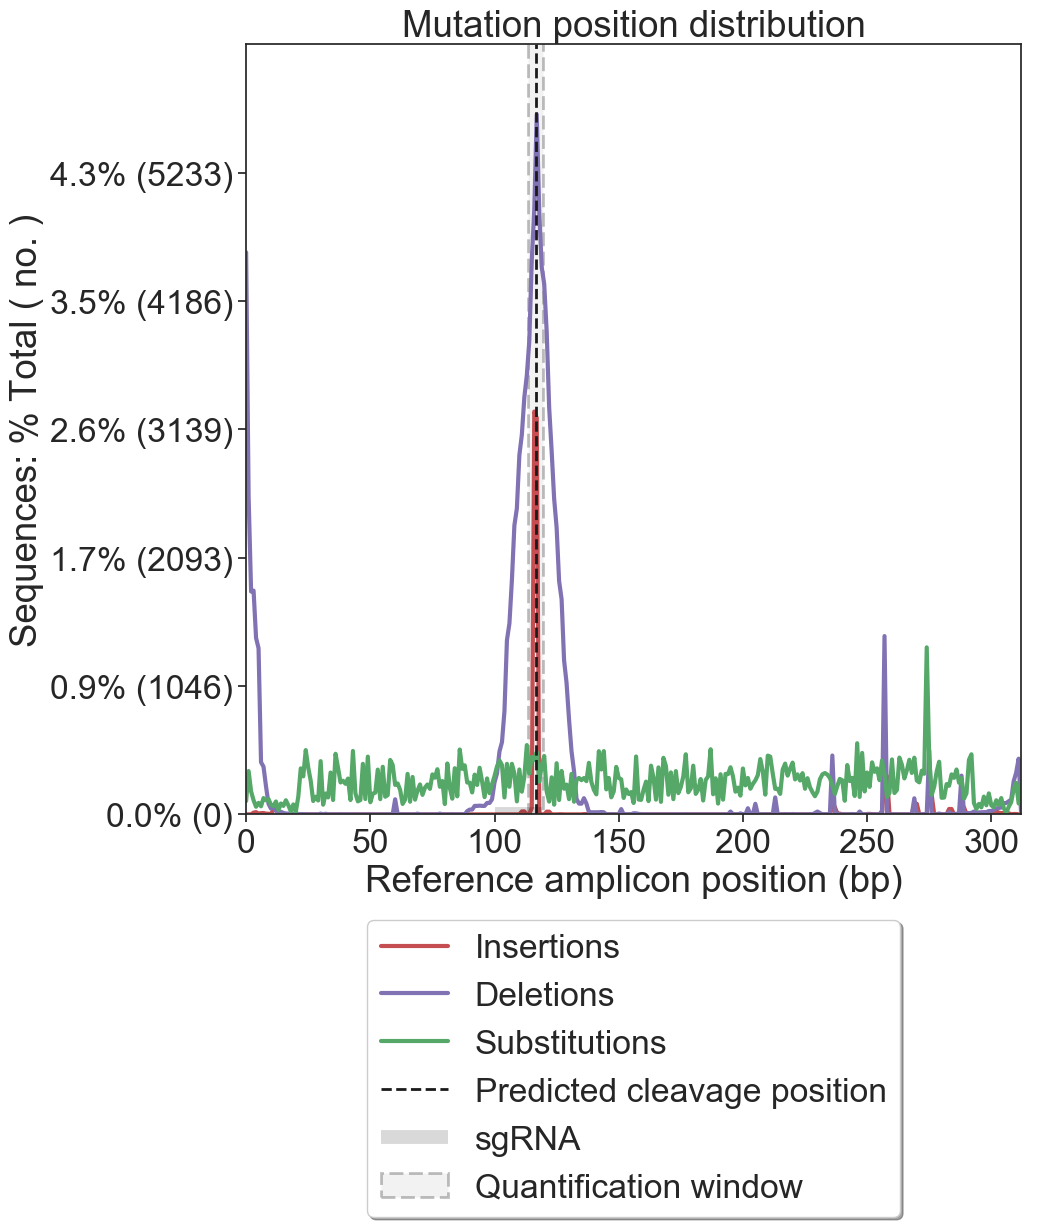 Mutation position distribution
Sequences: % Total ( no. )
4.3% (5233)
3.5% (4186)
2.6% (3139)
1.7% (2093)
0.9% (1046)
0.0% (0)
0 50 100 150 200 250 300
Reference amplicon position (bp)
Insertions
Deletions
Substitutions
Predicted cleavage position
sgRNA
Quantification window